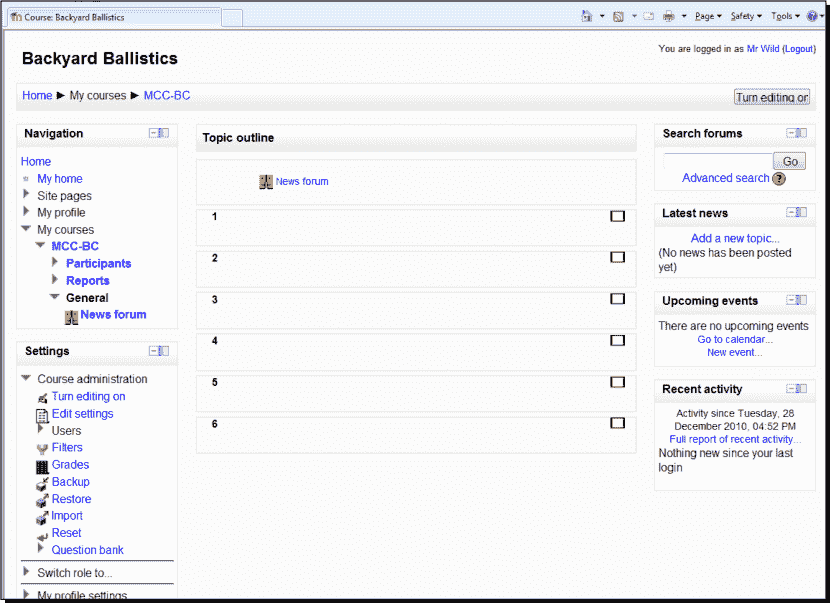 Course: Backyard Ballistics
Page Safety Tools
Backyard Ballistics
You are logged in as Mr Wild (Logout)
Home ► My courses ► MCC-BC
Turn editing on
Navigation
Home
My home
Site pages
My profile
My courses
MCC-BC
Participants
Reports
General
News forum
Settings
Course administration
Turn editing on
Edit settings
Users
Filters
Grades
Backup
Restore
Import
Reset
Question bank
Switch role to...
My profile settings
Topic outline
News forum
1
2
3
4
5
6
Search forums
Go
Advanced search ?
Latest news
Add a new topic...
(No news has been posted
yet)
Upcoming events
There are no upcoming events
Go to calendar...
New event...
Recent activity
Activity since Tuesday, 28
December 2010, 04:52 PM
Full report of recent activity...
Nothing new since your last
login